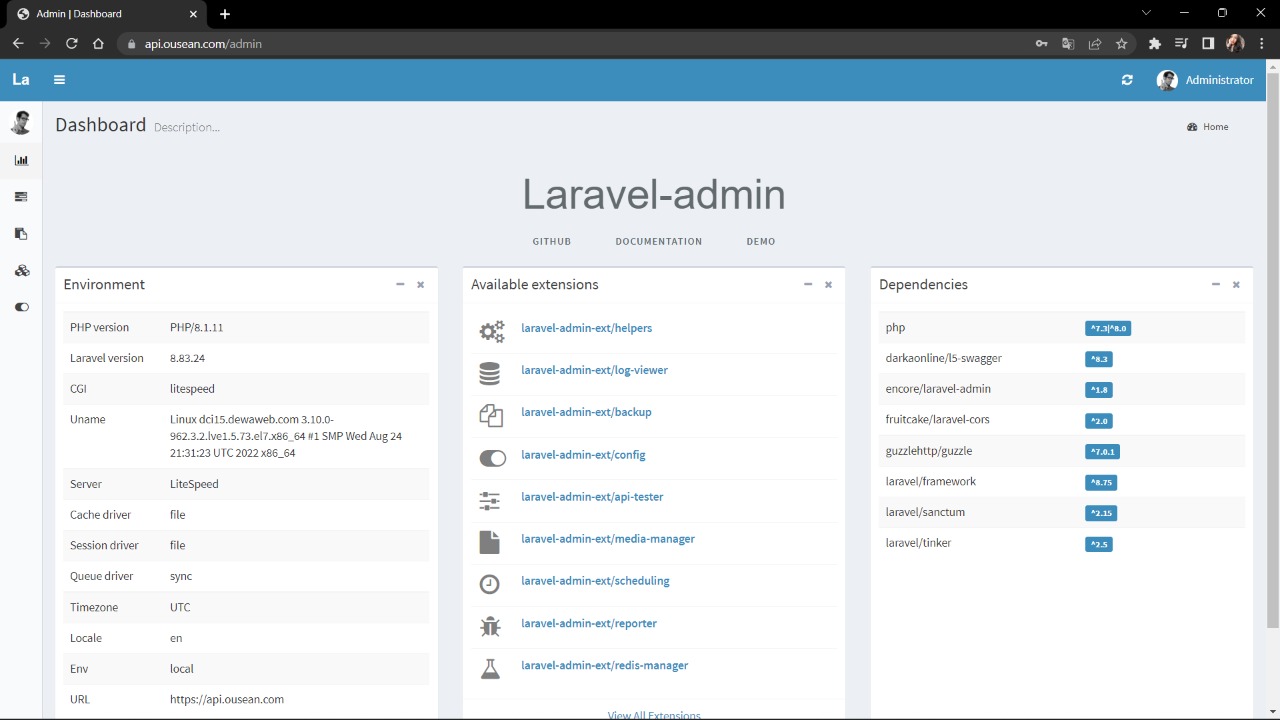 Admin | Dashboard
api.ousean.com/admin
La
Administrator
Dashboard Description...
Home
Laravel-admin
GITHUB DOCUMENTATION DEMO
Environment
PHP version PHP/8.1.11
Laravel version 8.83.24
CGI litespeed
Uname Linux dci15.dewaweb.com 3.10.0-
962.3.2.lve1.5.73.el7.x86_64 #1 SMP Wed Aug 24
21:31:23 UTC 2022 x86_64
Server LiteSpeed
Cache driver file
Session driver file
Queue driver sync
Timezone UTC
Locale en
Env local
URL https://api.ousean.com
Available extensions
laravel-admin-ext/helpers
laravel-admin-ext/log-viewer
laravel-admin-ext/backup
laravel-admin-ext/config
laravel-admin-ext/api-tester
laravel-admin-ext/media-manager
laravel-admin-ext/scheduling
laravel-admin-ext/reporter
laravel-admin-ext/redis-manager
View All Extensions
Dependencies
php ^7.3|^8.0
darkaonline/l5-swagger ^8.3
encore/laravel-admin ^1.8
fruitcake/laravel-cors ^2.0
guzzlehttp/guzzle ^7.0.1
laravel/framework ^8.75
laravel/sanctum ^2.15
laravel/tinker ^2.5